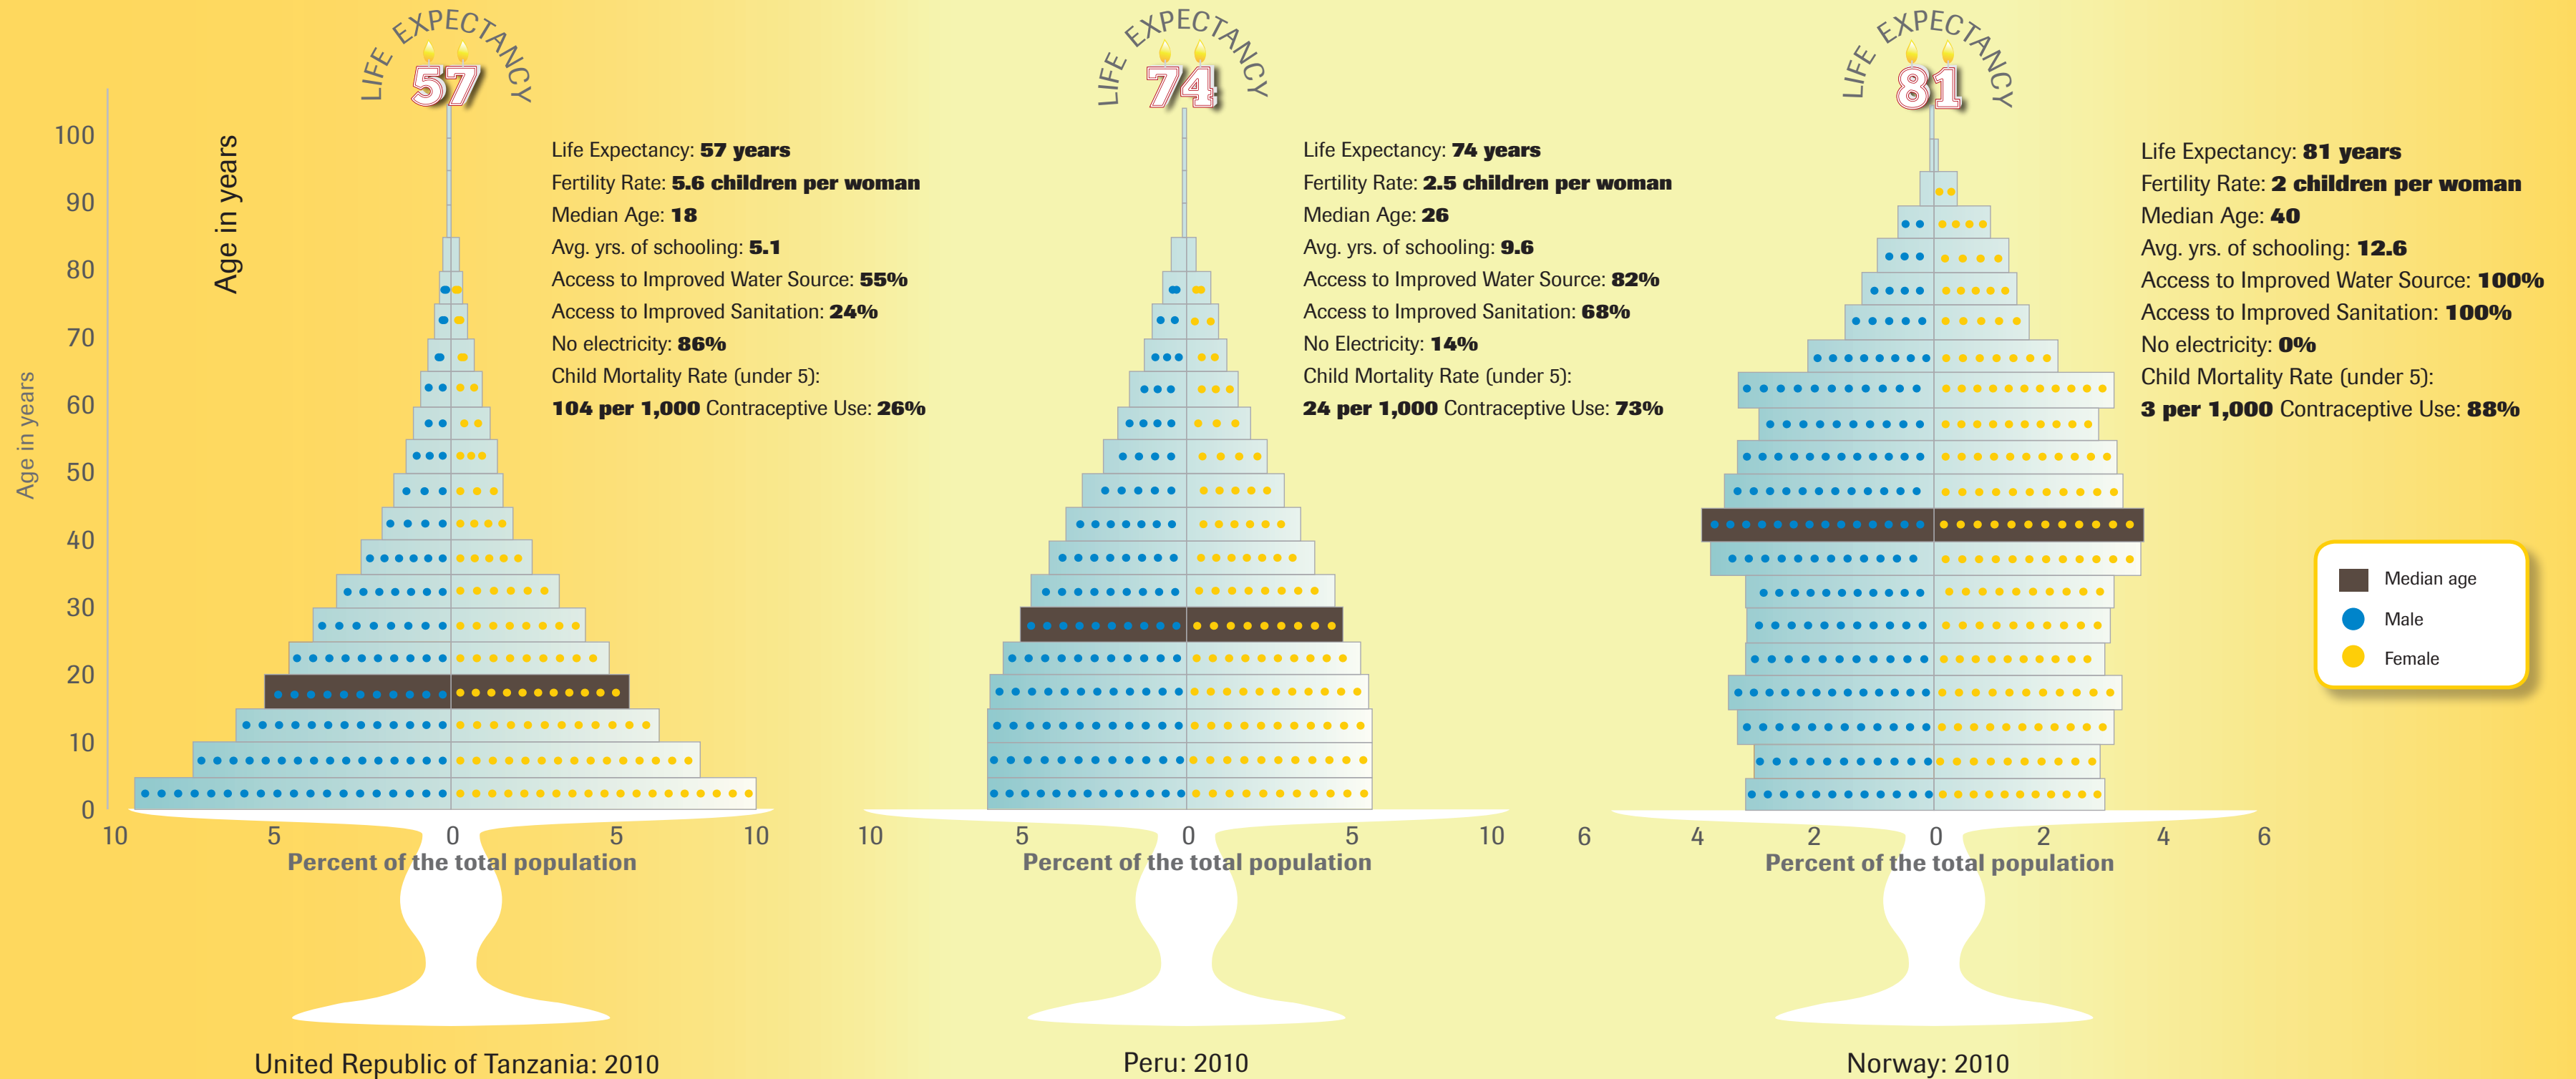 LIFE EXPECTANCY
57
LIFE EXPECTANCY
74
LIFE EXPECTANCY
81
Age in years
Age in years
100
90
80
70
60
50
40
30
20
10
0
Life Expectancy: 57 years
Fertility Rate: 5.6 children per woman
Median Age: 18
Avg. yrs. of schooling: 5.1
Access to Improved Water Source: 55%
Access to Improved Sanitation: 24%
No electricity: 86%
Child Mortality Rate (under 5):
104 per 1,000 Contraceptive Use: 26%
Life Expectancy: 74 years
Fertility Rate: 2.5 children per woman
Median Age: 26
Avg. yrs. of schooling: 9.6
Access to Improved Water Source: 82%
Access to Improved Sanitation: 68%
No Electricity: 14%
Child Mortality Rate (under 5):
24 per 1,000 Contraceptive Use: 73%
Life Expectancy: 81 years
Fertility Rate: 2 children per woman
Median Age: 40
Avg. yrs. of schooling: 12.6
Access to Improved Water Source: 100%
Access to Improved Sanitation: 100%
No electricity: 0%
Child Mortality Rate (under 5):
3 per 1,000 Contraceptive Use: 88%
Median age
Male
Female
10 5 0 5 10
Percent of the total population
10 5 0 5 10
Percent of the total population
6 4 2 0 2 4 6
Percent of the total population
United Republic of Tanzania: 2010
Peru: 2010
Norway: 2010